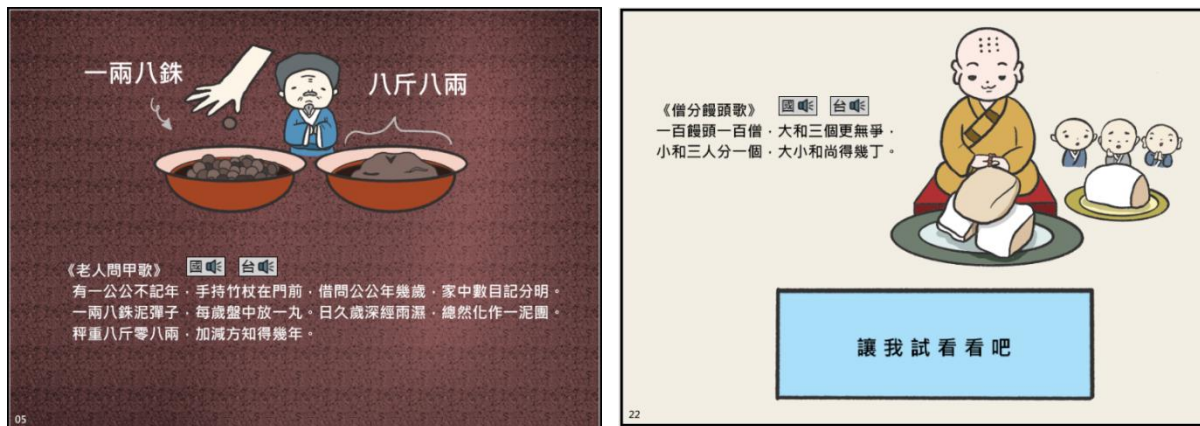 一兩八銖
八斤八兩
《老人問甲歌》 國 台
有一公公不記年，手持竹杖在門前，借問公公年幾歲，家中數目記分明。
一兩八銖泥彈子，每歲盤中放一丸。日久歲深經雨濕，總然化作一泥團。
秤重八斤零八兩，加減方知得幾年。
05
《僧分饅頭歌》 國 台
一百饅頭一百僧，大和三個更無爭，
小和三人分一個，大小和尚得幾丁。
讓我試看看吧
22